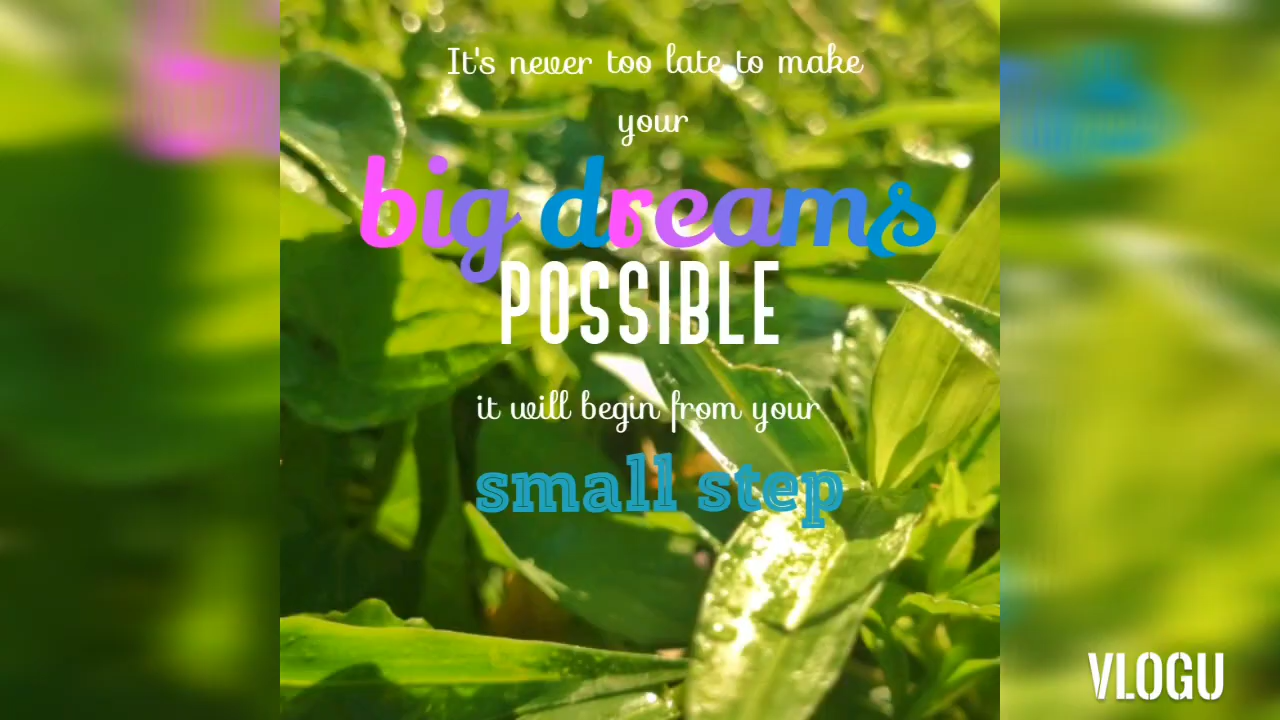 It's never too late to make
your
big dreams
POSSIBLE
it will begin from your
small step
VLOGU